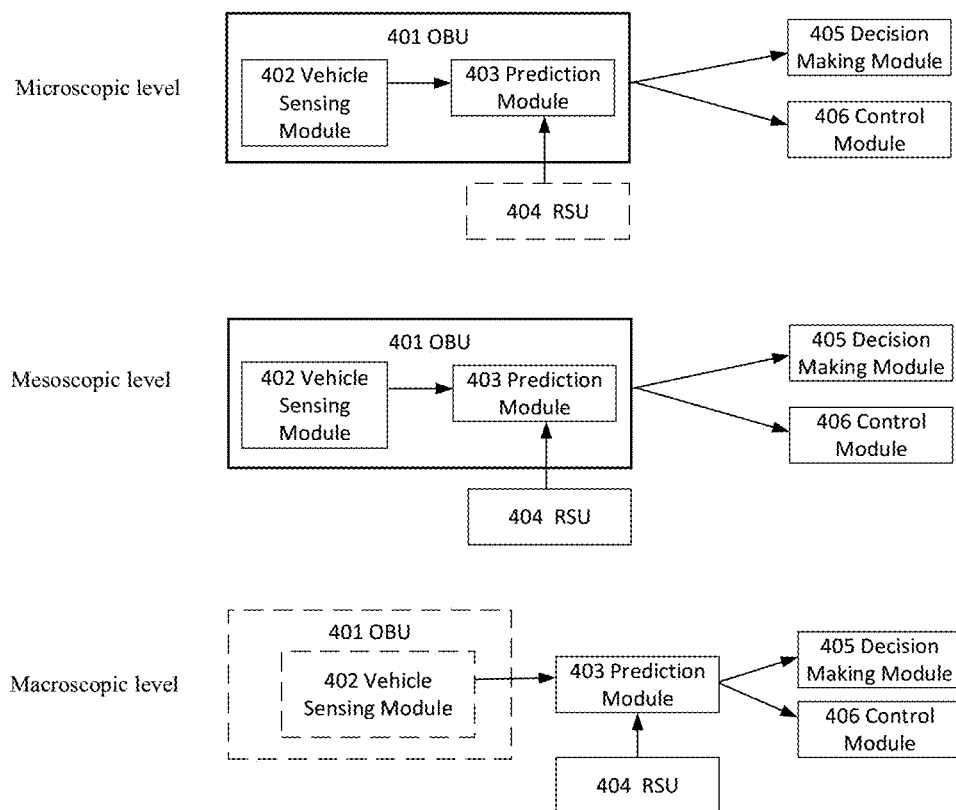 Microscopic level
401 OBU
402 Vehicle
Sensing
Module
403 Prediction
Module
404 RSU
405 Decision
Making Module
406 Control
Module
Mesoscopic level
401 OBU
402 Vehicle
Sensing
Module
403 Prediction
Module
404 RSU
405 Decision
Making Module
406 Control
Module
Macroscopic level
401 OBU
402 Vehicle
Sensing Module
403 Prediction
Module
404 RSU
405 Decision
Making Module
406 Control
Module